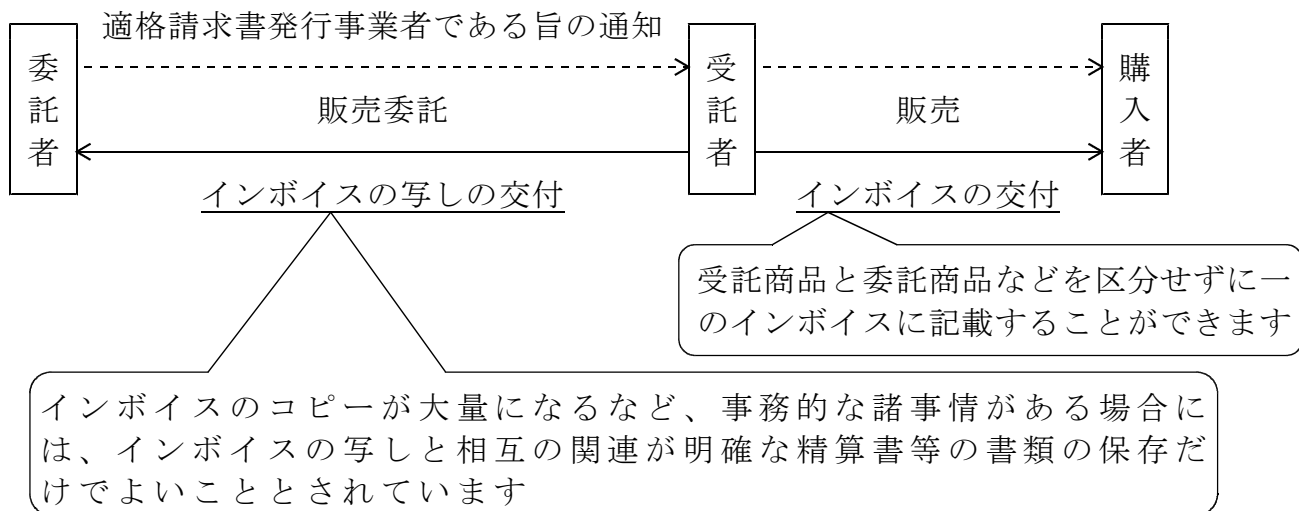 適格請求書発行事業者である旨の通知
委託者
受託者
購入者
販売委託
販売
インボイスの写しの交付
インボイスの交付
受託商品と委託商品などを区分せずに一
のインボイスに記載することができます
インボイスのコピーが大量になるなど、事務的な諸事情がある場合に
は、インボイスの写しと相互の関連が明確な精算書等の書類の保存だ
けでよいこととされています